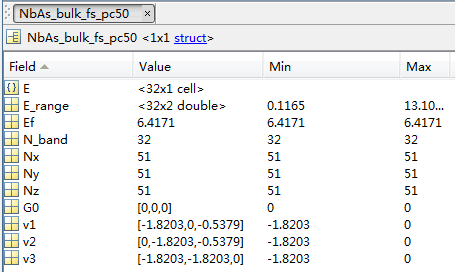 NbAs_bulk_fs_pc50 ×
NbAs_bulk_fs_pc50 <1x1 struct>
Field Value Min Max
E <32x1 cell>
E_range <32x2 double> 0.1165 13.10...
Ef 6.4171 6.4171 6.4171
N_band 32 32 32
Nx 51 51 51
Ny 51 51 51
Nz 51 51 51
G0 [0,0,0] 0 0
v1 [-1.8203,0,-0.5379] -1.8203 0
v2 [0,-1.8203,-0.5379] -1.8203 0
v3 [-1.8203,-1.8203,0] -1.8203 0